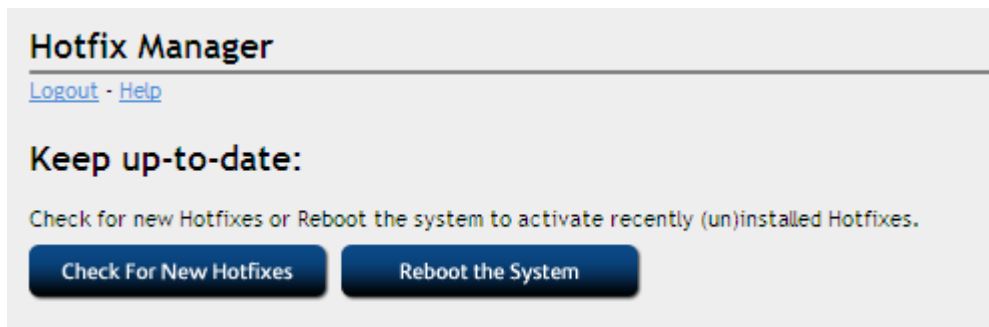 Hotfix Manager
Logout - Help
Keep up-to-date:
Check for new Hotfixes or Reboot the system to activate recently (un)installed Hotfixes.
Check For New Hotfixes Reboot the System